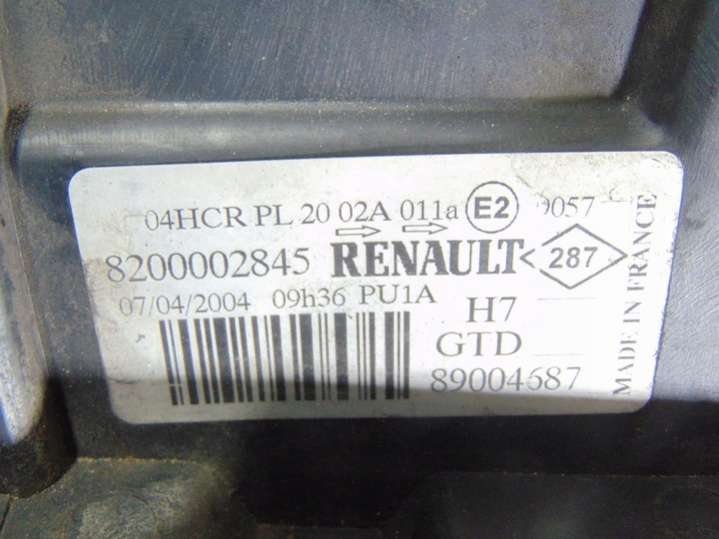 04HCR PL 20 02A 011a E2 9057
8200002845 RENAULT 287
07/04/2004 09h36 PU1A H7
GTD
89004687
MADE IN FRANCE